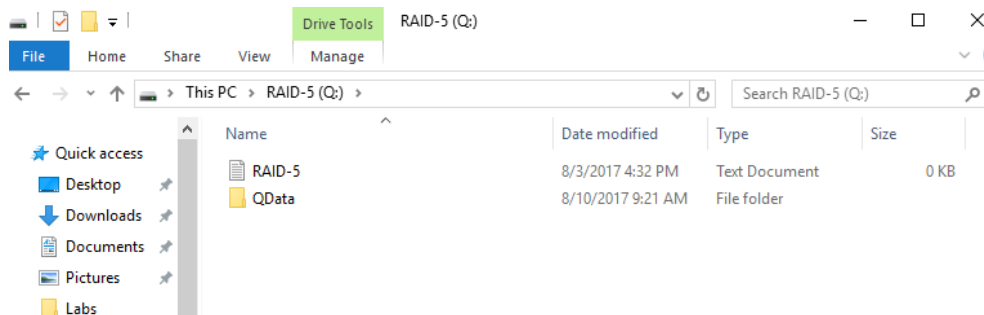 Drive Tools RAID-5 (Q:)
File Home Share View Manage
This PC RAID-5 (Q:) Search RAID-5 (Q:)
Name Date modified Type Size
Quick access
RAID-5 8/3/2017 4:32 PM Text Document 0 KB
Desktop
QData 8/10/2017 9:21 AM File folder
Downloads
Documents
Pictures
Labs